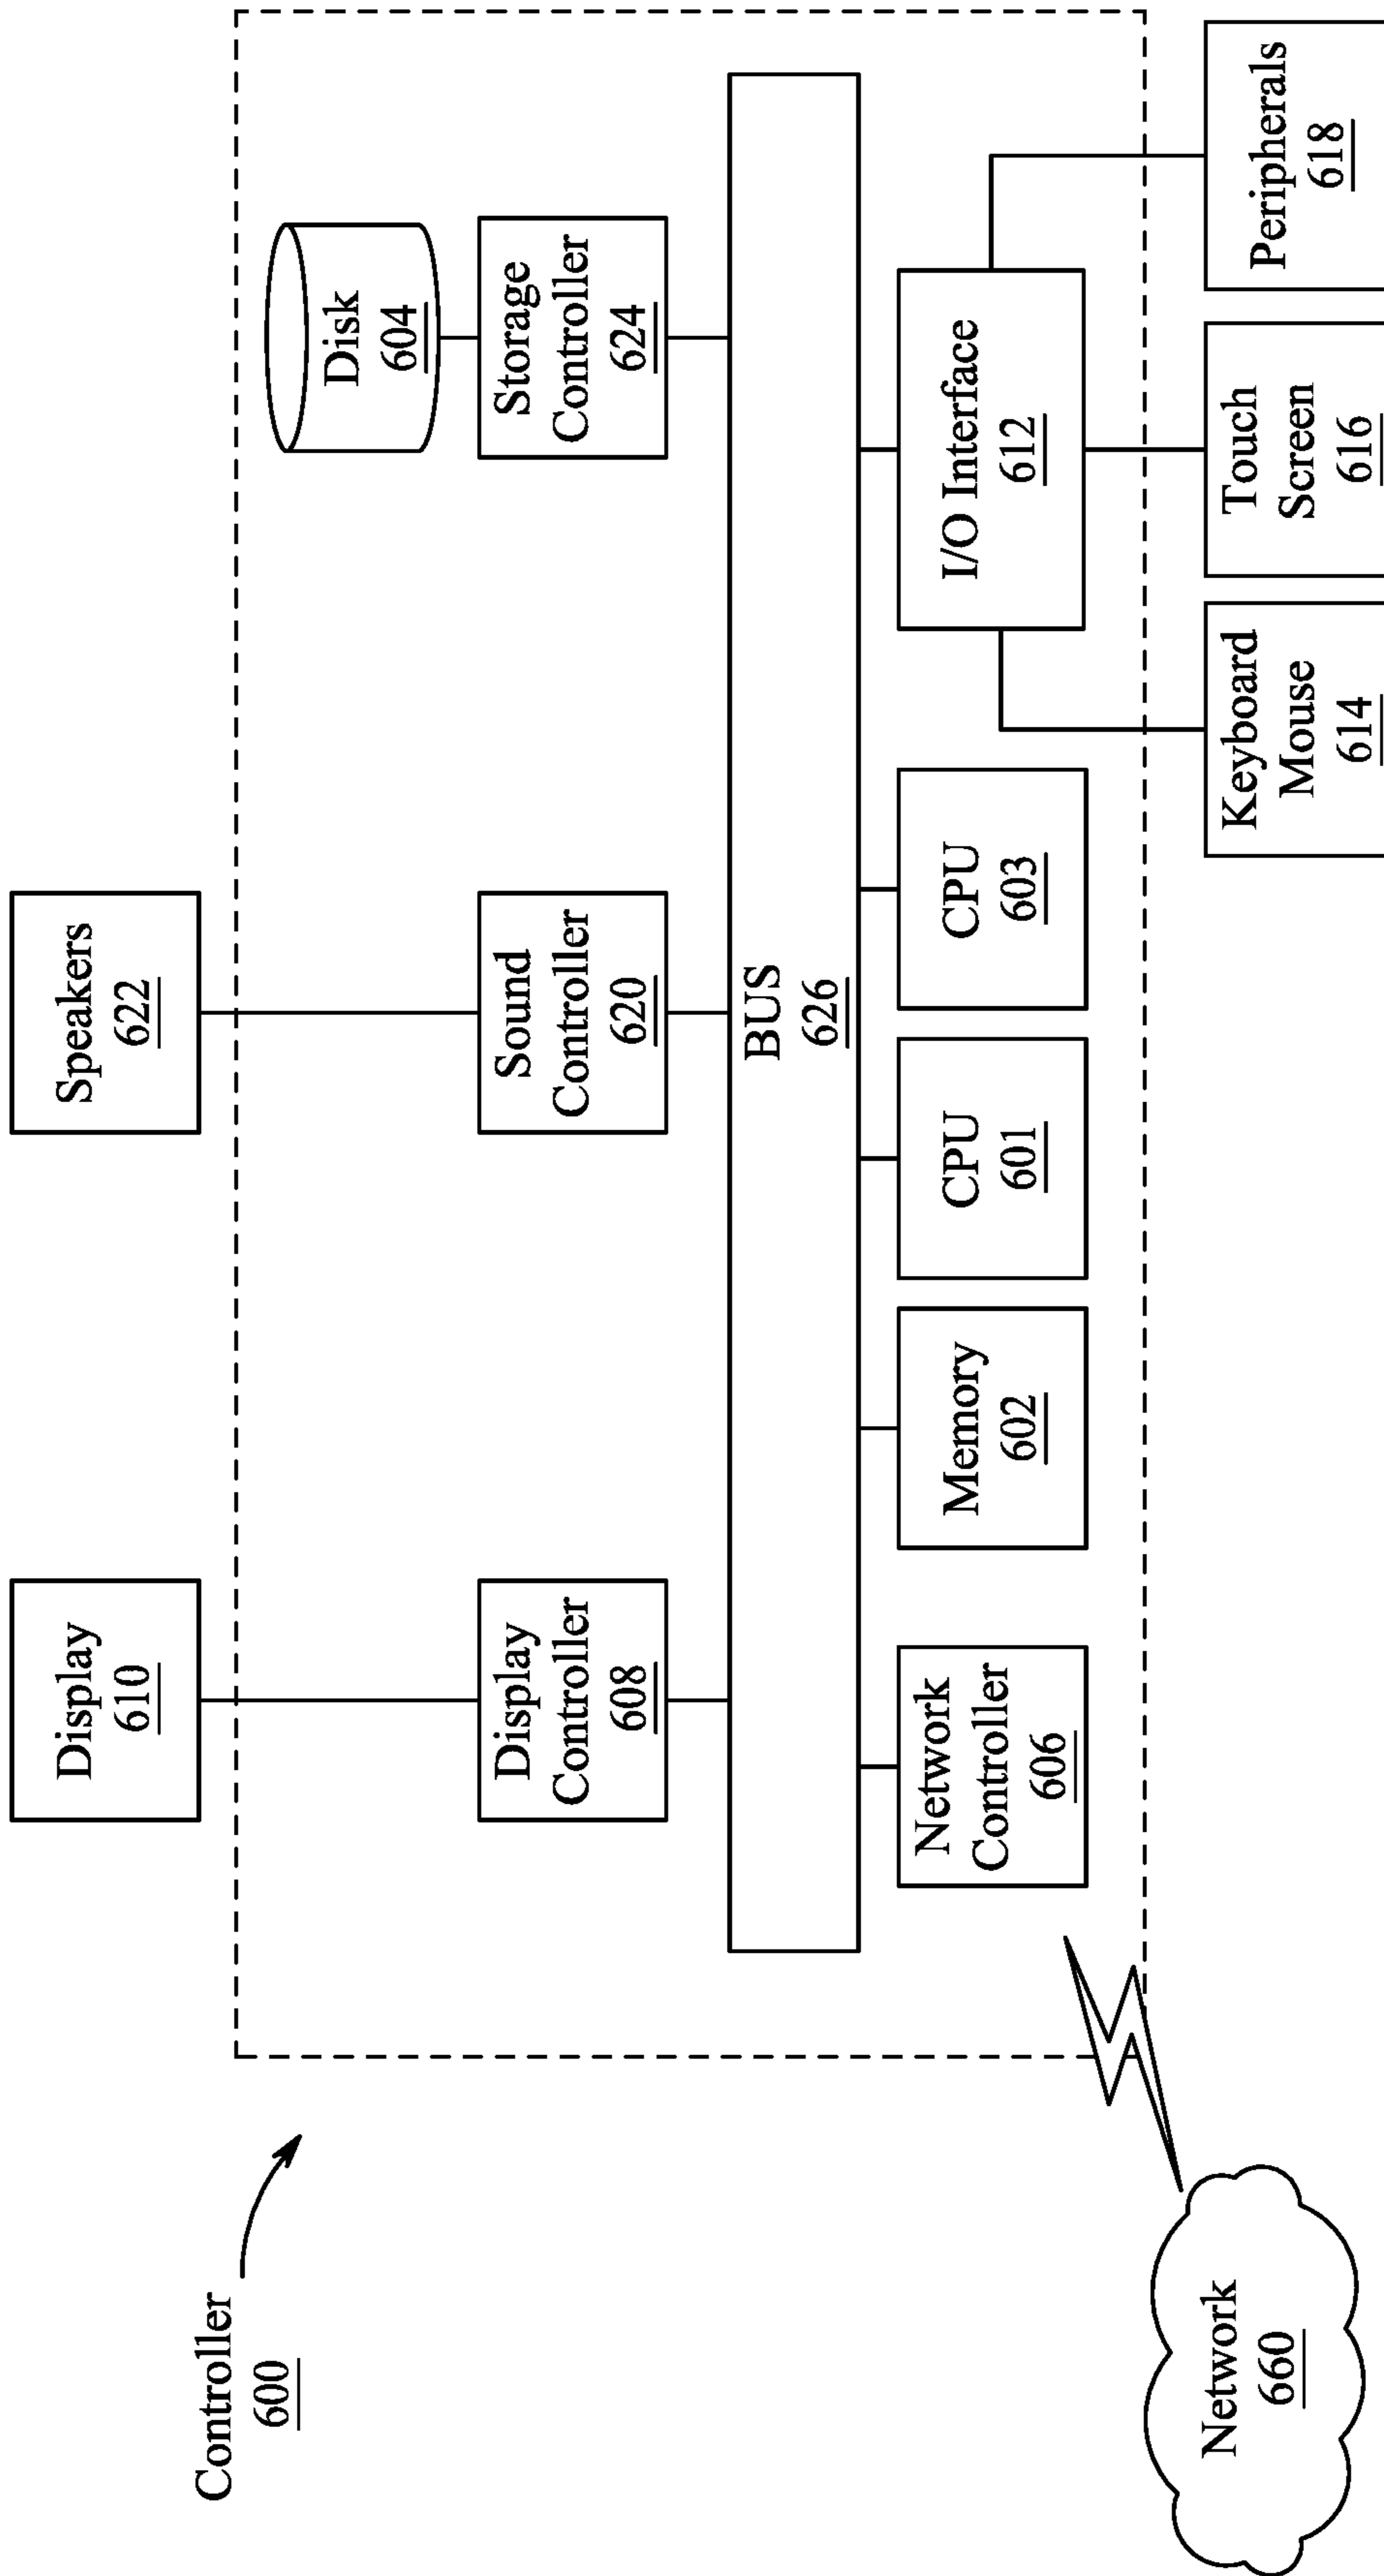 Controller
600
Display
610
Speakers
622
Disk
604
Display
Controller
608
Sound
Controller
620
Storage
Controller
624
BUS
626
Network
Controller
606
Memory
602
CPU
601
CPU
603
I/O Interface
612
Network
660
Keyboard
Mouse
614
Touch
Screen
616
Peripherals
618